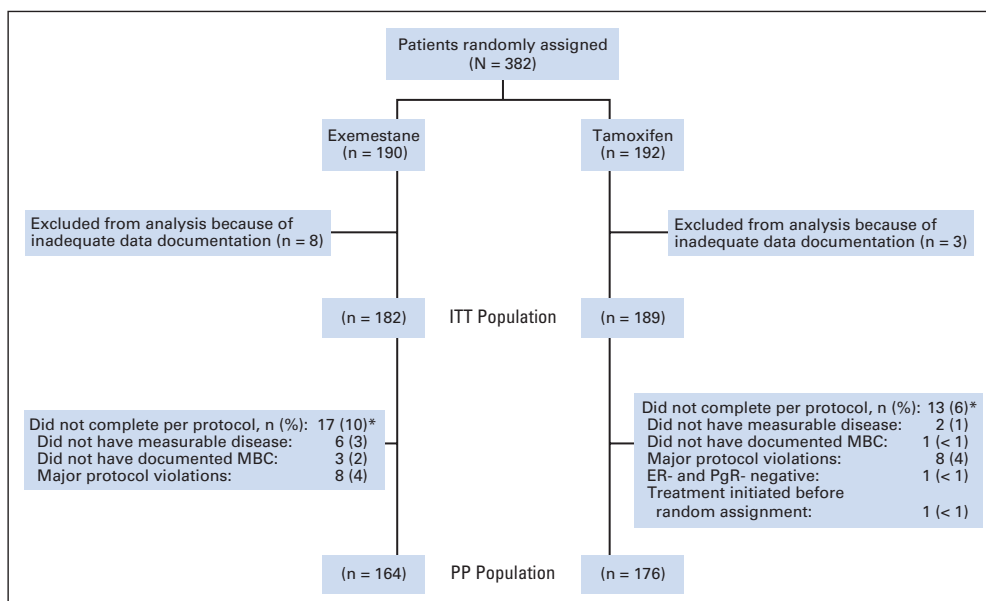 Patients randomly assigned
(N = 382)
Exemestane
(n = 190)
Tamoxifen
(n = 192)
Excluded from analysis because of
inadequate data documentation (n = 8)
Excluded from analysis because of
inadequate data documentation (n = 3)
(n = 182)
ITT Population
(n = 189)
Did not complete per protocol, n (%): 17 (10)*
Did not have measurable disease: 6 (3)
Did not have documented MBC: 3 (2)
Major protocol violations: 8 (4)
Did not complete per protocol, n (%): 13 (6)*
Did not have measurable disease: 2 (1)
Did not have documented MBC: 1 (< 1)
Major protocol violations: 8 (4)
ER- and PgR- negative: 1 (< 1)
Treatment initiated before
random assignment: 1 (< 1)
(n = 164)
PP Population
(n = 176)